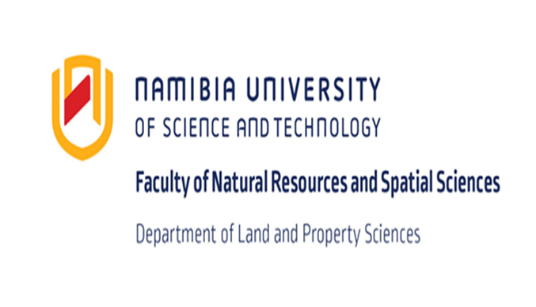 NAMIBIA UNIVERSITY
OF SCIENCE AND TECHNOLOGY
Faculty of Natural Resources and Spatial Sciences
Department of Land and Property Sciences